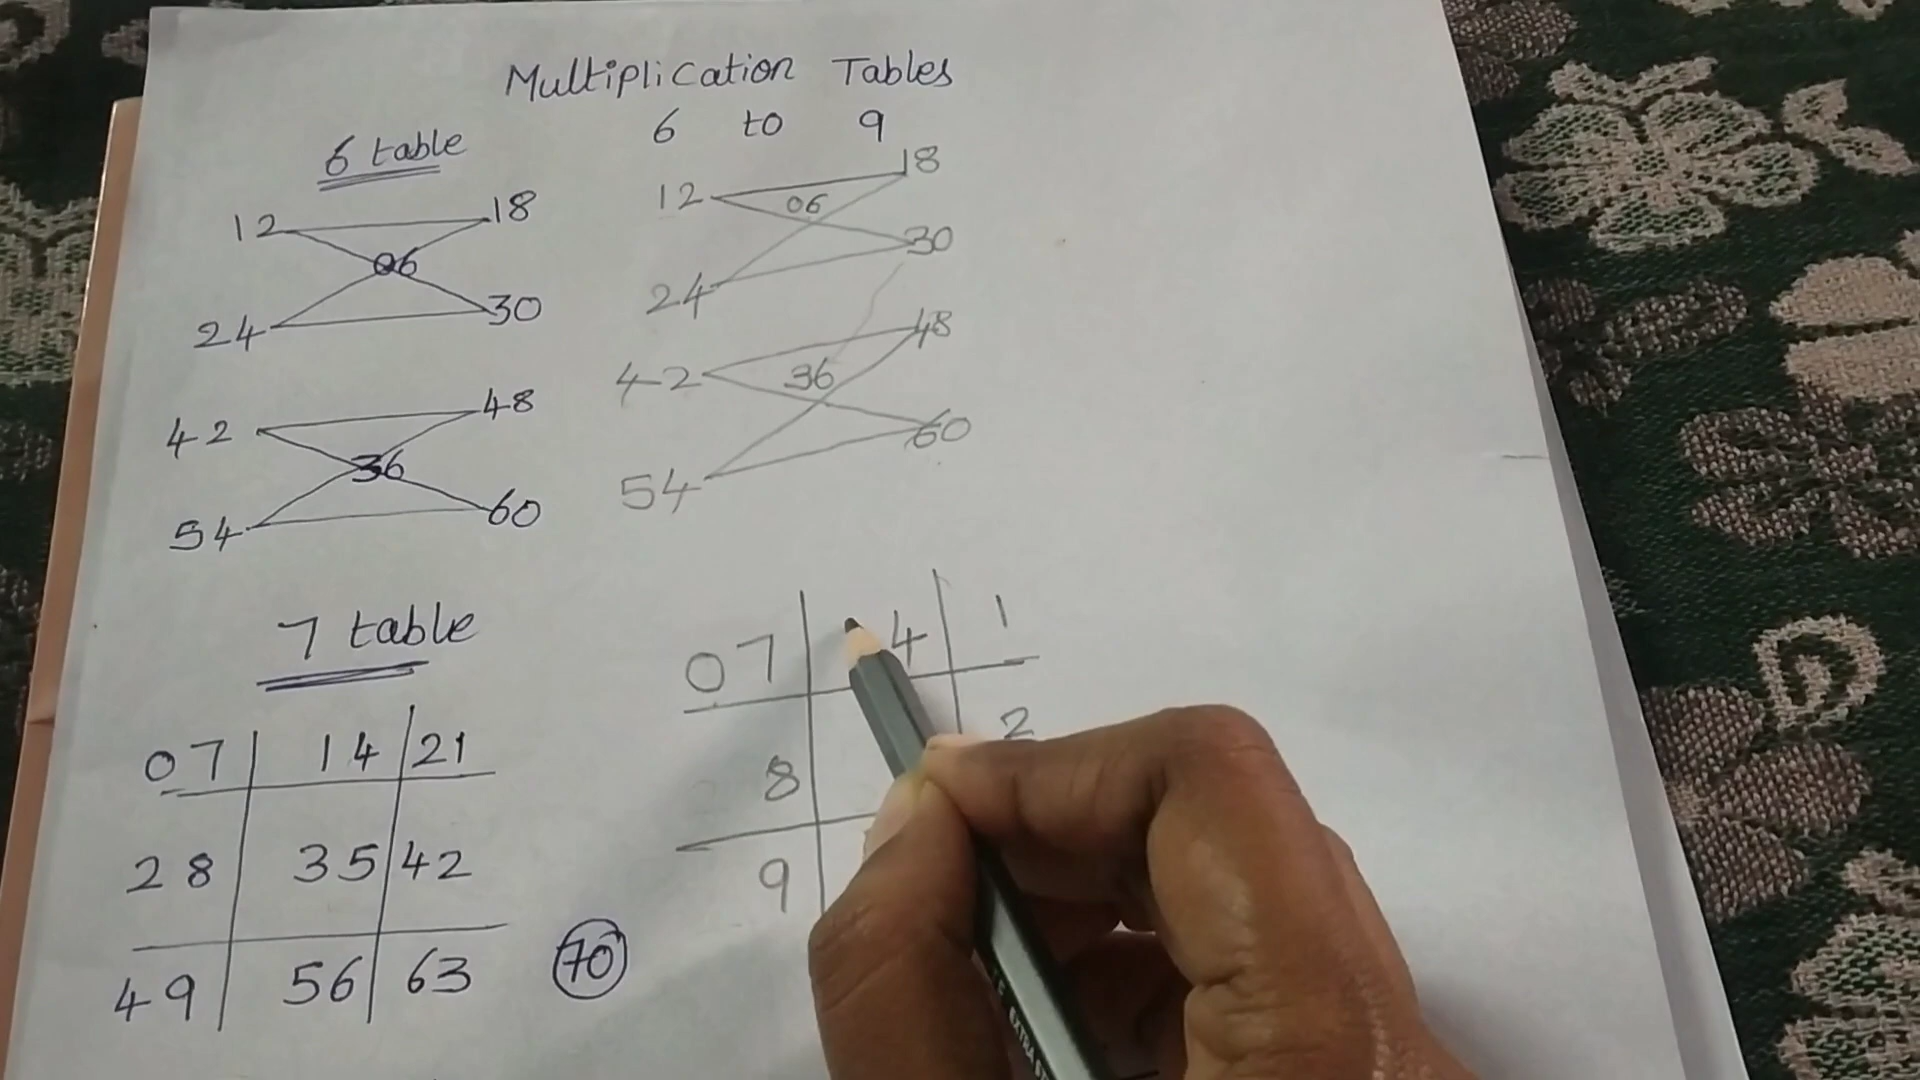 Multiplication Tables
6 to 9
6 table
12 18
06
24 30
42 48
36
54 60
12 18
06
24 30
42 48
36
54 60
7 table
07 14 21
28 35 42
49 56 63
70
07 4 1
8 2
9